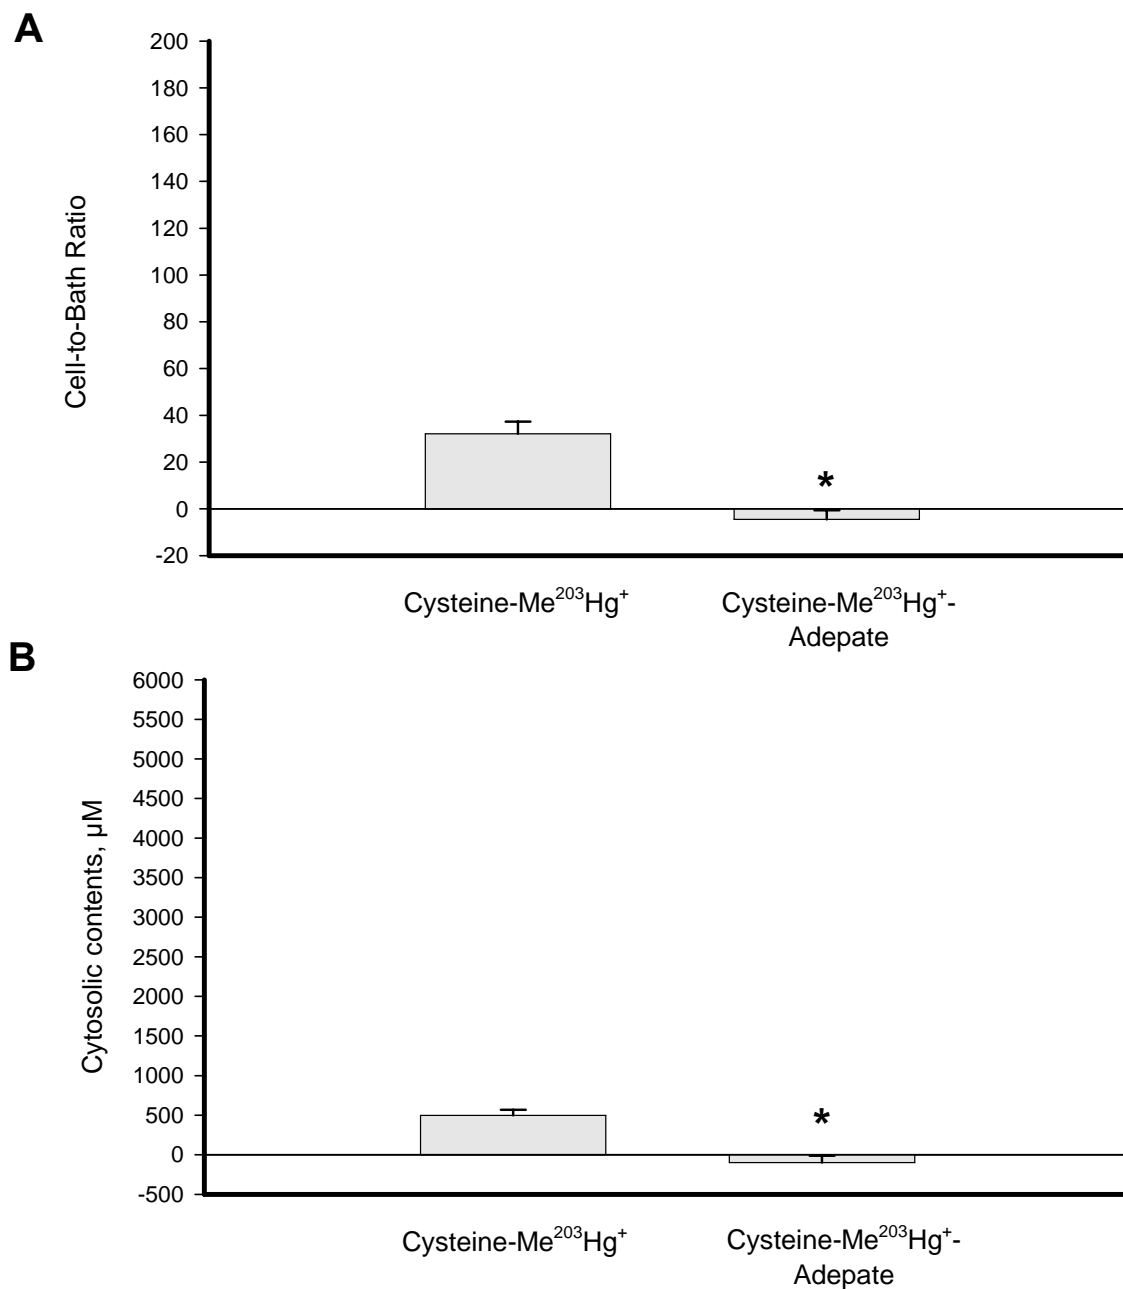 A
200
180
160
140
120
100
80
60
40
20
0
-20
Cell-to-Bath Ratio
*
Cysteine-Me²⁰³Hg⁺
Cysteine-Me²⁰³Hg⁺-
Adepate
B
6000
5500
5000
4500
4000
3500
3000
2500
2000
1500
1000
500
0
-500
Cytosolic contents, µM
*
Cysteine-Me²⁰³Hg⁺
Cysteine-Me²⁰³Hg⁺-
Adepate